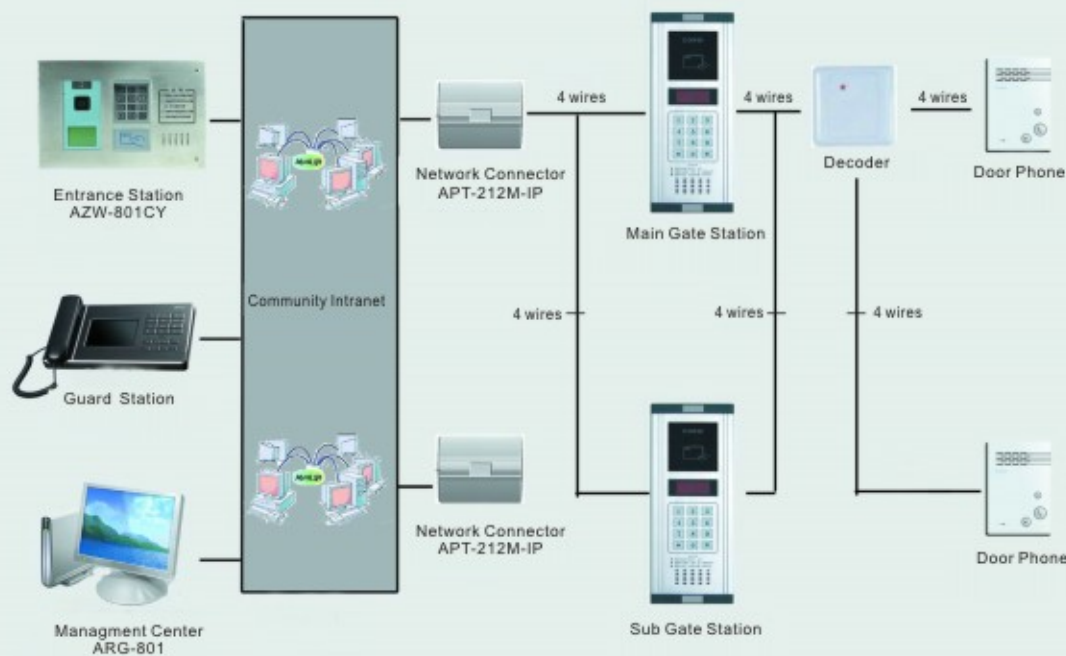 Entrance Station
AZW-801CY
Guard Station
Managment Center
ARG-801
Community Intranet
Network Connector
APT-212M-IP
Network Connector
APT-212M-IP
4 wires
4 wires
4 wires
4 wires
4 wires
4 wires
Main Gate Station
Sub Gate Station
Decoder
Door Phone
Door Phone